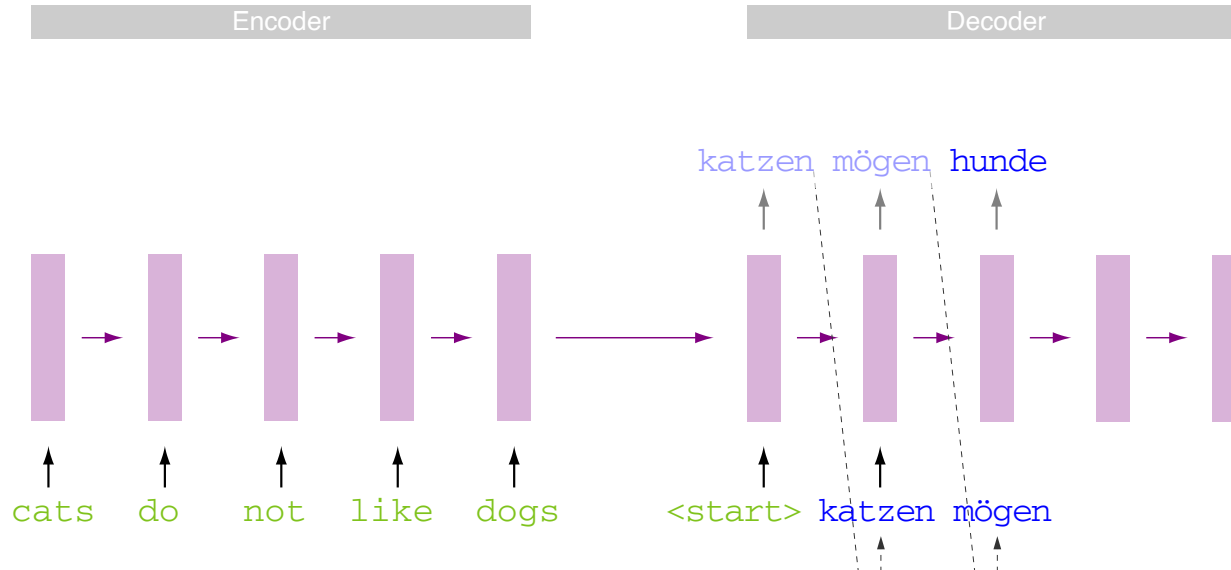 Encoder
Decoder
katzen mögen hunde
cats do not like dogs
<start> katzen mögen